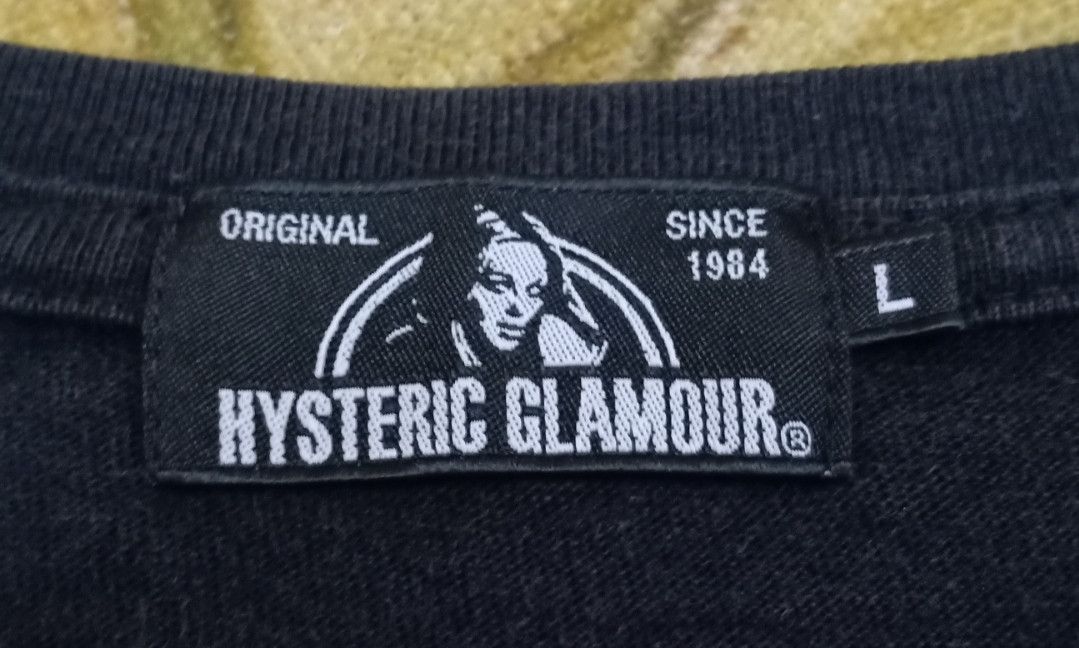 ORIGINAL
SINCE
1984
L
HYSTERIC GLAMOUR®